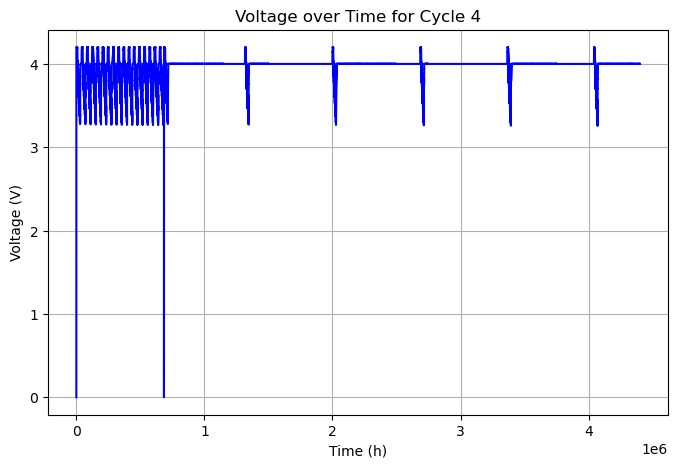 Voltage over Time for Cycle 4
Voltage (V)
4
3
2
1
0
0 1 2 3 4
1e6
Time (h)